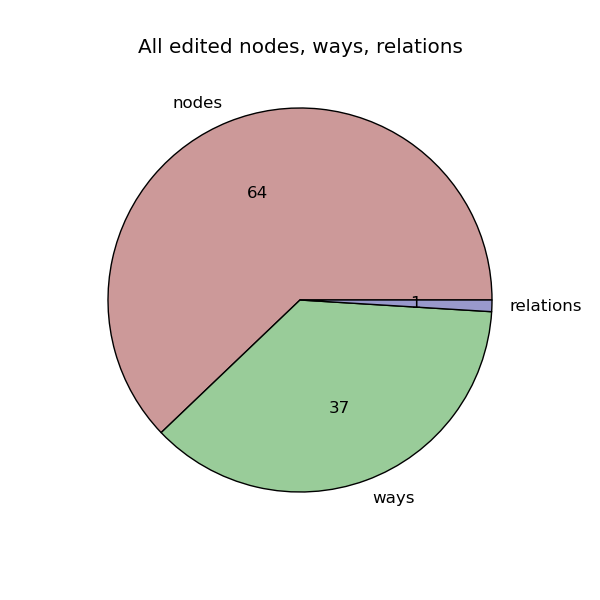 All edited nodes, ways, relations
nodes
64
1
relations
37
ways